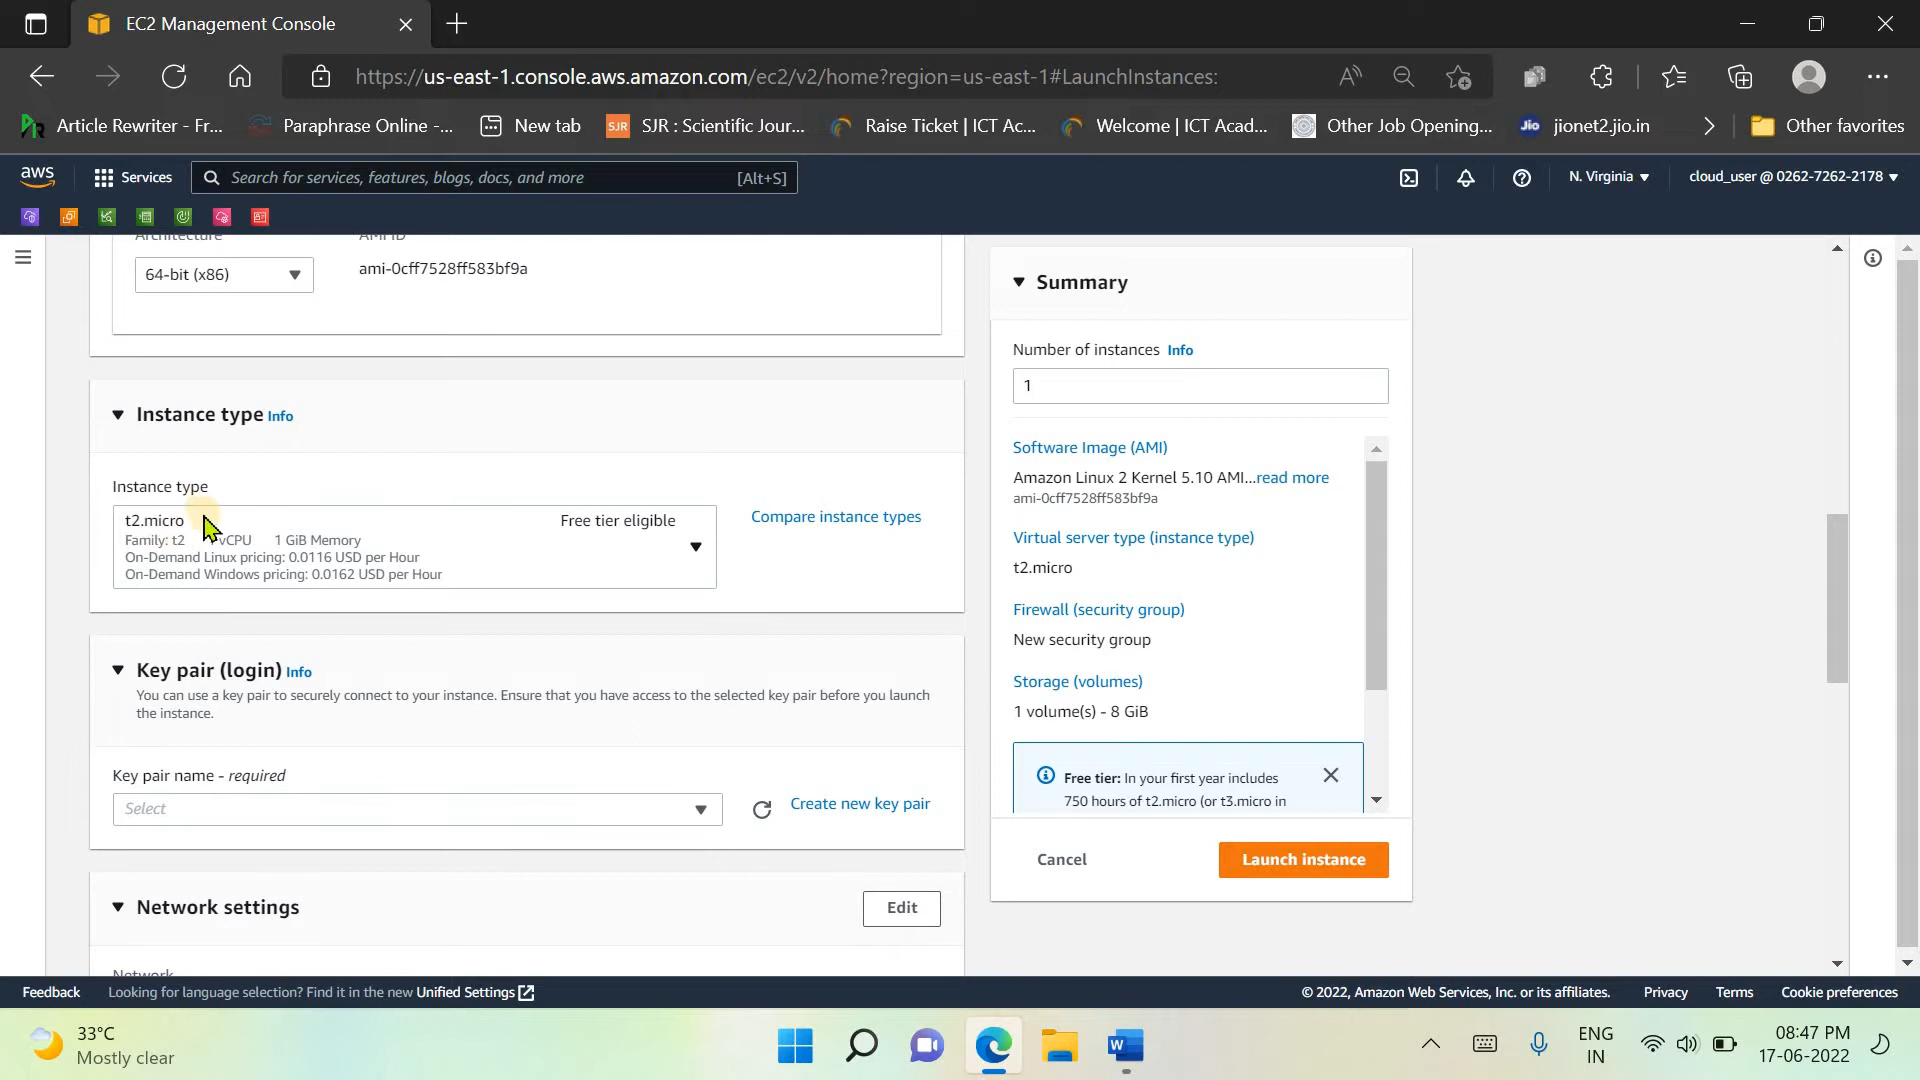 EC2 Management Console
https://us-east-1.console.aws.amazon.com/ec2/v2/home?region=us-east-1#LaunchInstances:
Article Rewriter - Fr... Paraphrase Online -... New tab SJR SJR : Scientific Jour... Raise Ticket | ICT Ac... Welcome | ICT Acad... Other Job Opening... Jio jionet2.jio.in Other favorites
aws Services Search for services, features, blogs, docs, and more [Alt+S] N. Virginia cloud_user @ 0262-7262-2178
Architecture AMI ID
64-bit (x86) ami-0cff7528ff583bf9a
Instance type Info
Instance type
t2.micro Free tier eligible
Family: t2 vCPU 1 GiB Memory
On-Demand Linux pricing: 0.0116 USD per Hour
On-Demand Windows pricing: 0.0162 USD per Hour
Compare instance types
Key pair (login) Info
You can use a key pair to securely connect to your instance. Ensure that you have access to the selected key pair before you launch
the instance.
Key pair name - required
Select
Create new key pair
Network settings
Edit
Network
Summary
Number of instances Info
1
Software Image (AMI)
Amazon Linux 2 Kernel 5.10 AMI...read more
ami-0cff7528ff583bf9a
Virtual server type (instance type)
t2.micro
Firewall (security group)
New security group
Storage (volumes)
1 volume(s) - 8 GiB
Free tier: In your first year includes
750 hours of t2.micro (or t3.micro in
Cancel Launch instance
Feedback Looking for language selection? Find it in the new Unified Settings © 2022, Amazon Web Services, Inc. or its affiliates. Privacy Terms Cookie preferences
33°C
Mostly clear
ENG
IN
08:47 PM
17-06-2022